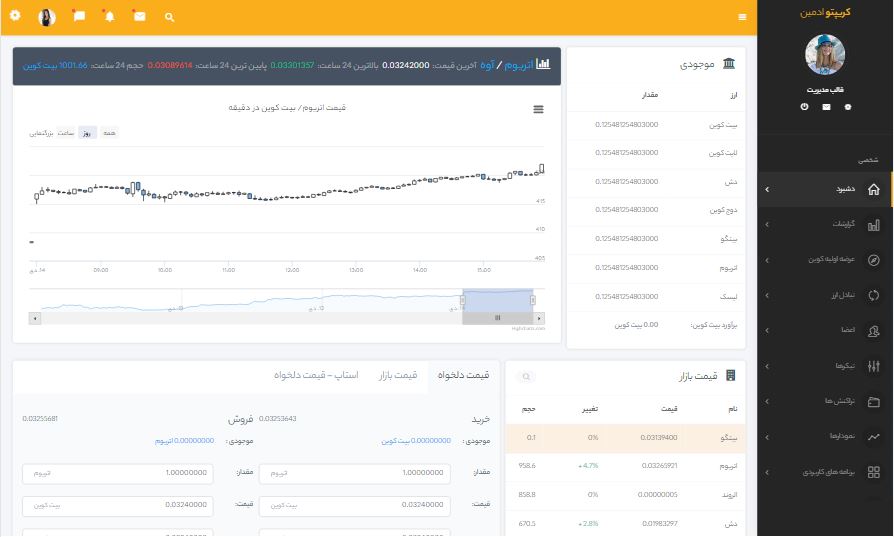 کریپتو ادمین
قالب مدیریت
شخصی
دشبرد
گزارشات
عرضه اولیه کوین
تبادل ارز
اعضا
تیکرها
تراکنش ها
نمودارها
برنامه های کاربردی
موجودی
ارز مقدار
بیت کوین 0.125481254803000
لایت کوین 0.125481254803000
دش 0.125481254803000
دوج کوین 0.125481254803000
بیتکو 0.125481254803000
اتریوم 0.125481254803000
لیسک 0.125481254803000
برآورد بیت کوین: 0.00 بیت کوین
اتریوم / آوه آخرین قیمت: 0.03242000 بالاترین 24 ساعت: 0.03301357 پایین ترین 24 ساعت: 0.03089614 حجم 24 ساعت: 1001.66 بیت کوین
قیمت اتریوم/ بیت کوین در دقیقه
همه روز ساعت بزرگنمایی
415
410
405
14. دی 09:00 10:00 11:00 12:00 13:00 14:00 15:00
12. دی
Highcharts.com
قیمت بازار
نام قیمت تغییر حجم
بیتکو 0.03139400 0% 0.1
اتریوم 0.03265921 +4.7% 958.6
اتروند 0.00000005 0% 858.8
دش 0.01983297 +2.8% 670.5
قیمت دلخواه قیمت بازار استاپ - قیمت دلخواه
خرید 0.03253643
موجودی: 0.00000000 بیت کوین
مقدار: 1.00000000 اتریوم
قیمت: 0.03240000 بیت کوین
فروش 0.03255681
موجودی: 0.00000000 اتریوم
مقدار: 1.00000000 اتریوم
قیمت: 0.03240000 بیت کوین